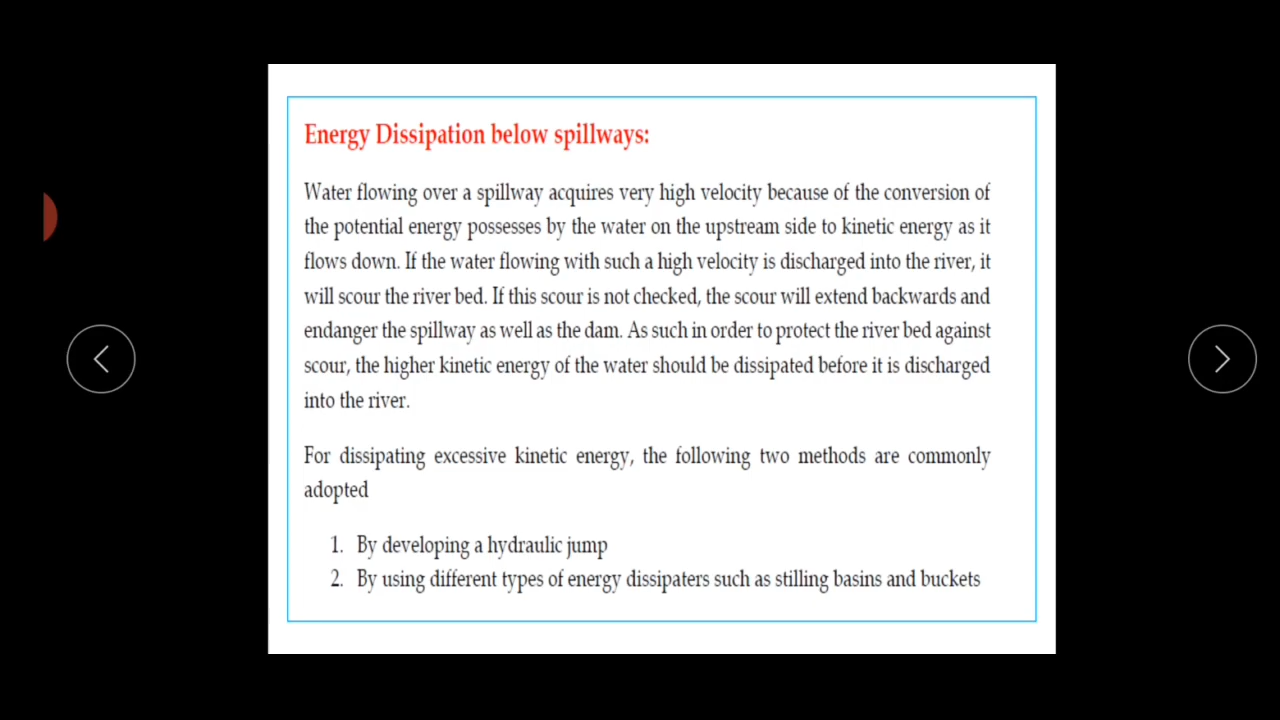 Energy Dissipation below spillways:
Water flowing over a spillway acquires very high velocity because of the conversion of
the potential energy possesses by the water on the upstream side to kinetic energy as it
flows down. If the water flowing with such a high velocity is discharged into the river, it
will scour the river bed. If this scour is not checked, the scour will extend backwards and
endanger the spillway as well as the dam. As such in order to protect the river bed against
scour, the higher kinetic energy of the water should be dissipated before it is discharged
into the river.
For dissipating excessive kinetic energy, the following two methods are commonly
adopted
1. By developing a hydraulic jump
2. By using different types of energy dissipaters such as stilling basins and buckets